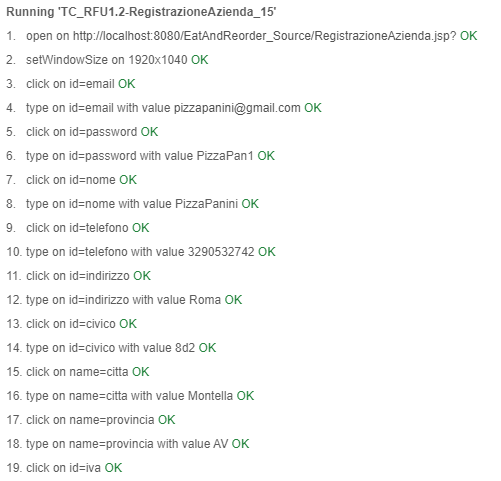 Running 'TC_RFU1.2-RegistrazioneAzienda_15'
1. open on http://localhost:8080/EatAndReorder_Source/RegistrazioneAzienda.jsp? OK
2. setWindowSize on 1920x1040 OK
3. click on id=email OK
4. type on id=email with value pizzapanini@gmail.com OK
5. click on id=password OK
6. type on id=password with value PizzaPan1 OK
7. click on id=nome OK
8. type on id=nome with value PizzaPanini OK
9. click on id=telefono OK
10. type on id=telefono with value 3290532742 OK
11. click on id=indirizzo OK
12. type on id=indirizzo with value Roma OK
13. click on id=civico OK
14. type on id=civico with value 8d2 OK
15. click on name=citta OK
16. type on name=citta with value Montella OK
17. click on name=provincia OK
18. type on name=provincia with value AV OK
19. click on id=iva OK